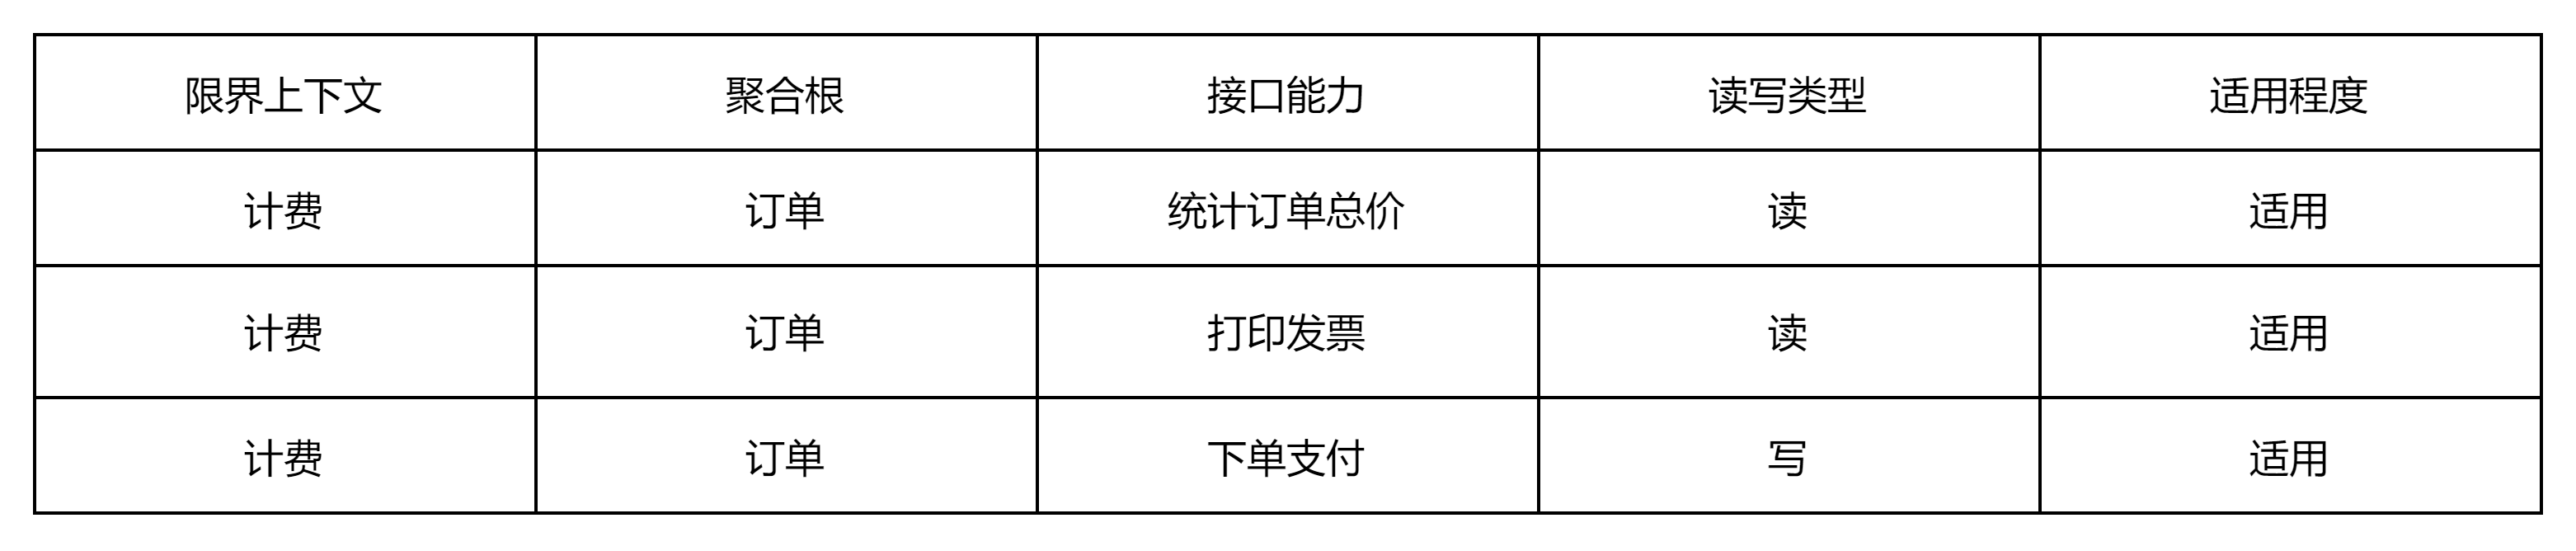 限界上下文 聚合根 接口能力 读写类型 适用程度
计费 订单 统计订单总价 读 适用
计费 订单 打印发票 读 适用
计费 订单 下单支付 写 适用